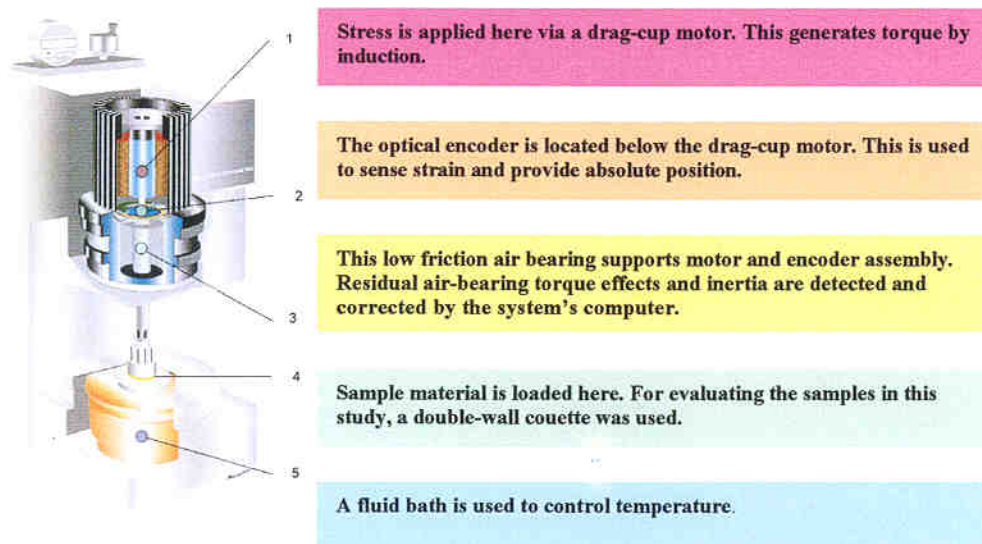 1
Stress is applied here via a drag-cup motor. This generates torque by
induction.
The optical encoder is located below the drag-cup motor. This is used
to sense strain and provide absolute position.
2
This low friction air bearing supports motor and encoder assembly.
Residual air-bearing torque effects and inertia are detected and
corrected by the system's computer.
3
4
Sample material is loaded here. For evaluating the samples in this
study, a double-wall couette was used.
5
A fluid bath is used to control temperature.